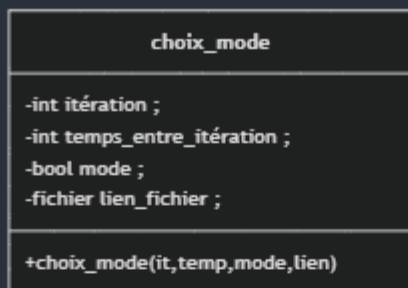 choix_mode
-int itération ;
-int temps_entre_itération ;
-bool mode ;
-fichier lien_fichier ;
+choix_mode(it,temp,mode,lien)